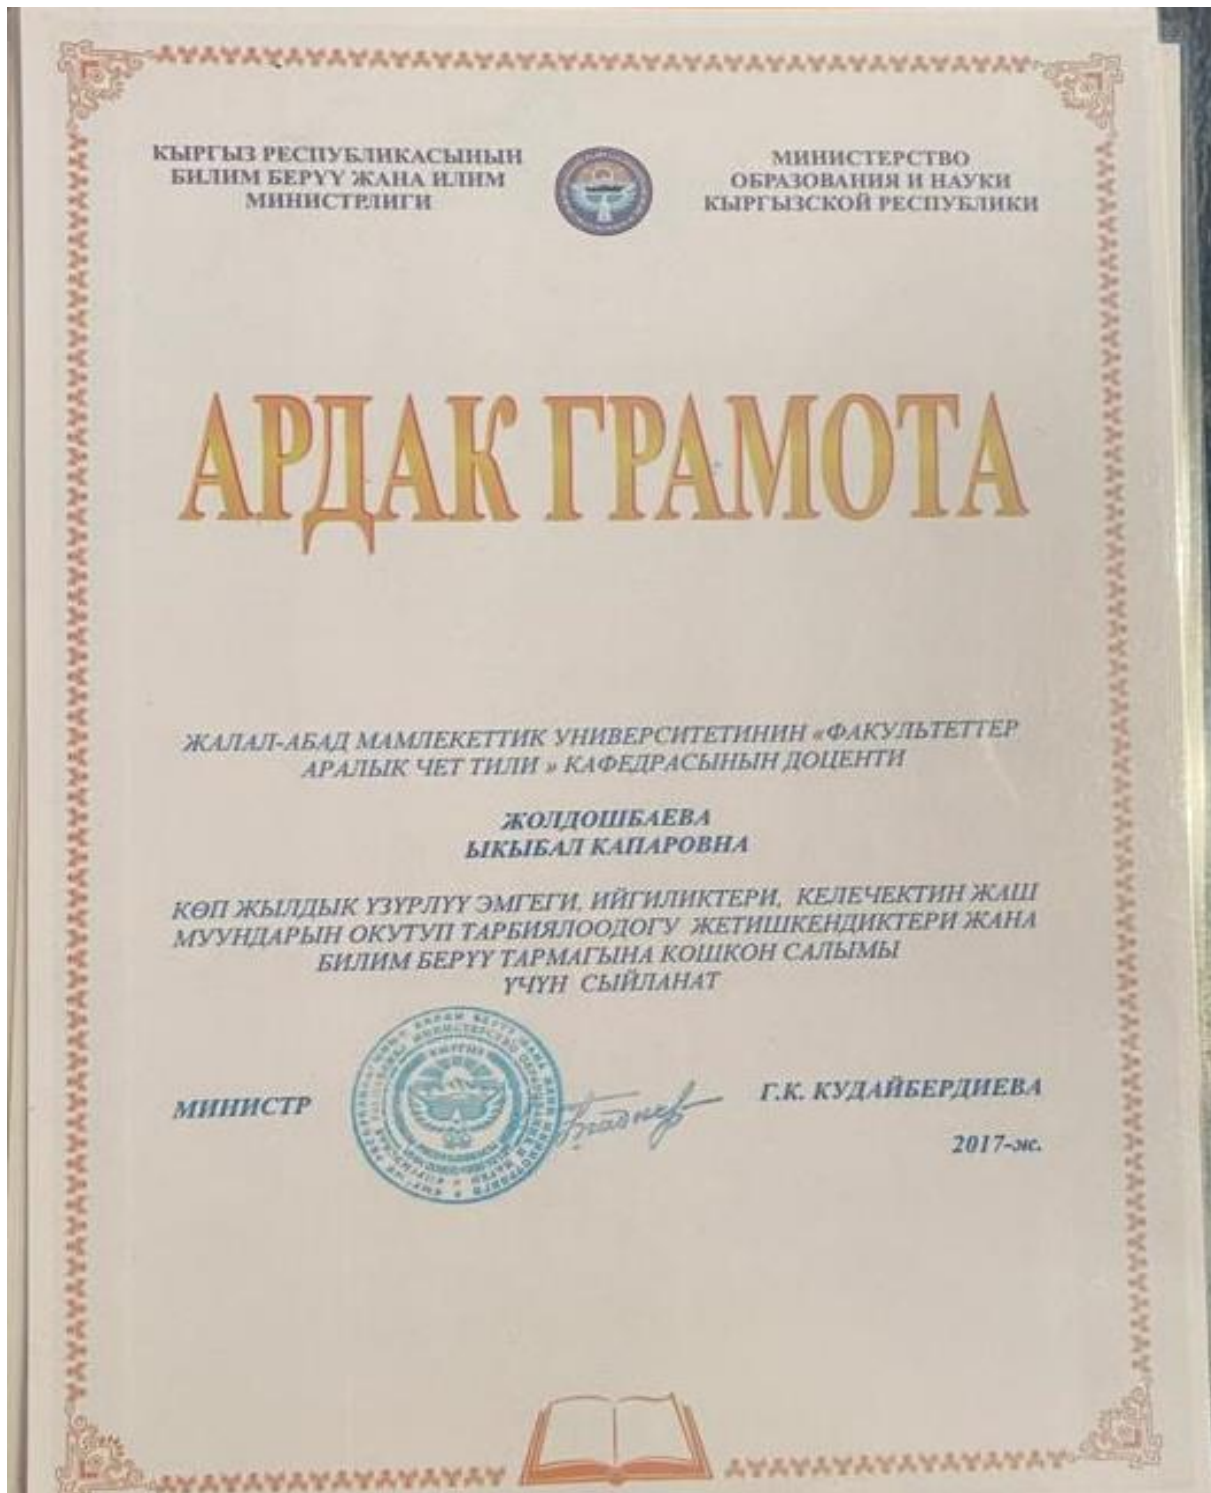 КЫРГЫЗ РЕСПУБЛИКАСЫНЫН
БИЛИМ БЕРҮҮ ЖАНА ИЛИМ
МИНИСТРЛИГИ
МИНИСТЕРСТВО
ОБРАЗОВАНИЯ И НАУКИ
КЫРГЫЗСКОЙ РЕСПУБЛИКИ
АРДАК ГРАМОТА
ЖАЛАЛ-АБАД МАМЛЕКЕТТИК УНИВЕРСИТЕТИНИН «ФАКУЛЬТЕТТЕР
АРАЛЫК ЧЕТ ТИЛИ » КАФЕДРАСЫНЫН ДОЦЕНТИ
ЖОЛДОШБАЕВА
ЫКЫБАЛ КАПАРОВНА
КӨП ЖЫЛДЫК ҮЗҮРЛҮҮ ЭМГЕГИ, ИЙГИЛИКТЕРИ, КЕЛЕЧЕКТИН ЖАШ
МУУНДАРЫН ОКУТУП ТАРБИЯЛООДОГУ ЖЕТИШКЕНДИКТЕРИ ЖАНА
БИЛИМ БЕРҮҮ ТАРМАГЫНА КОШКОН САЛЫМЫ
ҮЧҮН СЫЙЛАНАТ
МИНИСТР
Г.К. КУДАЙБЕРДИЕВА
2017-ж.